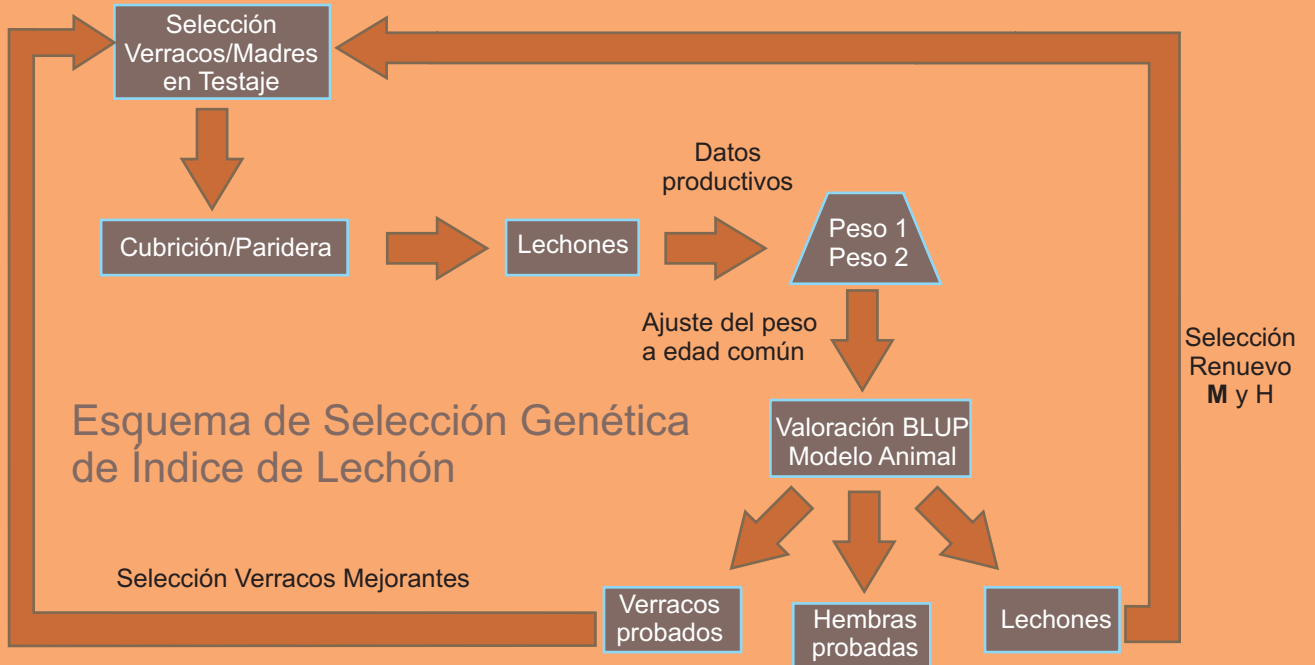 Selección
Verracos/Madres
en Testaje
Datos
productivos
Cubrición/Paridera
Lechones
Peso 1
Peso 2
Ajuste del peso
a edad común
Selección
Renuevo
M y H
Esquema de Selección Genética
de Índice de Lechón
Valoración BLUP
Modelo Animal
Selección Verracos Mejorantes
Verracos
probados
Hembras
probadas
Lechones